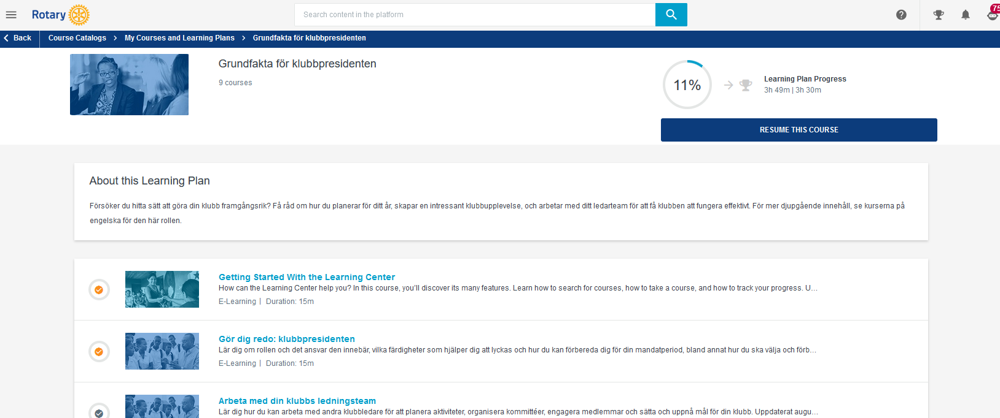 Rotary
Search content in the platform
Back
Course Catalogs
My Courses and Learning Plans
Grundfakta för klubbpresidenten
Grundfakta för klubbpresidenten
9 courses
11%
Learning Plan Progress
3h 49m | 3h 30m
RESUME THIS COURSE
About this Learning Plan
Försöker du hitta sätt att göra din klubb framgångsrik? Få råd om hur du planerar för ditt år, skapar en intressant klubbupplevelse, och arbetar med ditt ledarteam för att få klubben att fungera effektivt. För mer djupgående innehåll, se kurserna på
engelska för den här rollen.
Getting Started With the Learning Center
How can the Learning Center help you? In this course, you’ll discover its many features. Learn how to search for courses, how to take a course, and how to track your progress. U...
E-Learning | Duration: 15m
Gör dig redo: klubbpresidenten
Lär dig om rollen och det ansvar den innebär, vilka färdigheter som hjälper dig att lyckas och hur du kan förbereda dig för din mandatperiod, bland annat hur du ska välja och förb...
E-Learning | Duration: 15m
Arbeta med din klubbs ledningsteam
Lär dig hur du kan arbeta med andra klubbledare för att planera aktiviteter, organisera kommittéer, engagera medlemmar och sätta och uppnå mål för din klubb. Uppdaterat augu...